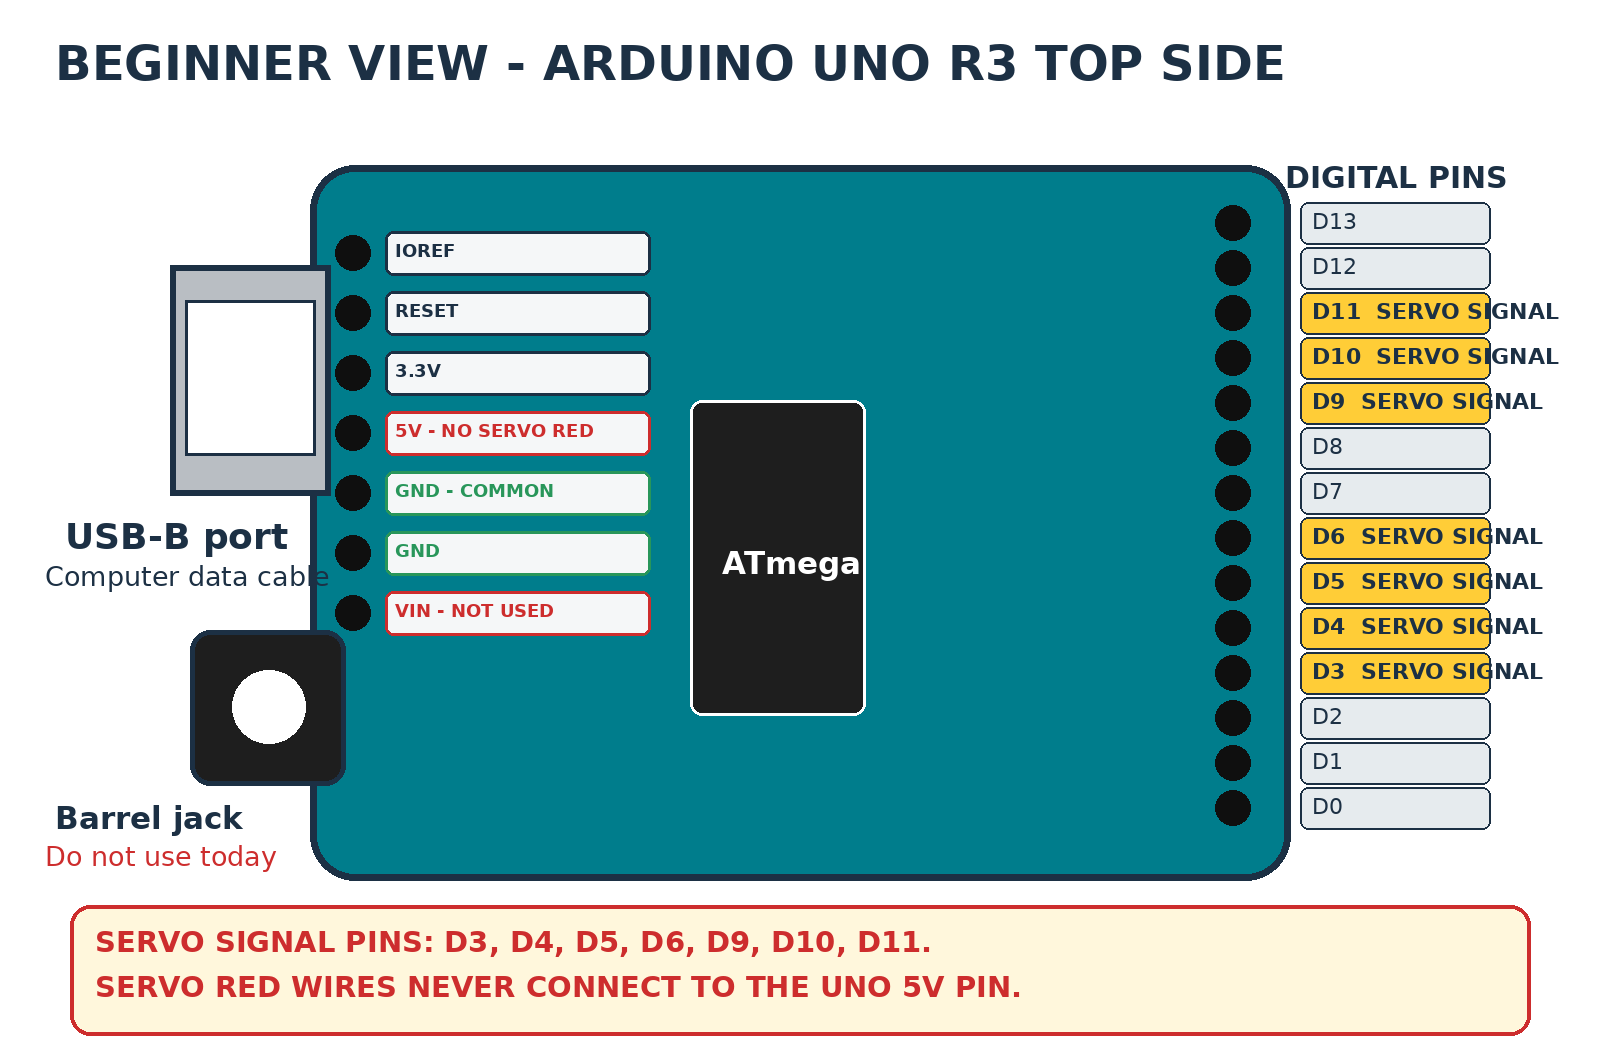 BEGINNER VIEW - ARDUINO UNO R3 TOP SIDE
DIGITAL PINS
IOREF
RESET
3.3V
5V - NO SERVO RED
GND - COMMON
GND
VIN - NOT USED
USB-B port
Computer data cable
Barrel jack
Do not use today
ATmega
D13
D12
D11 SERVO SIGNAL
D10 SERVO SIGNAL
D9 SERVO SIGNAL
D8
D7
D6 SERVO SIGNAL
D5 SERVO SIGNAL
D4 SERVO SIGNAL
D3 SERVO SIGNAL
D2
D1
D0
SERVO SIGNAL PINS: D3, D4, D5, D6, D9, D10, D11.
SERVO RED WIRES NEVER CONNECT TO THE UNO 5V PIN.